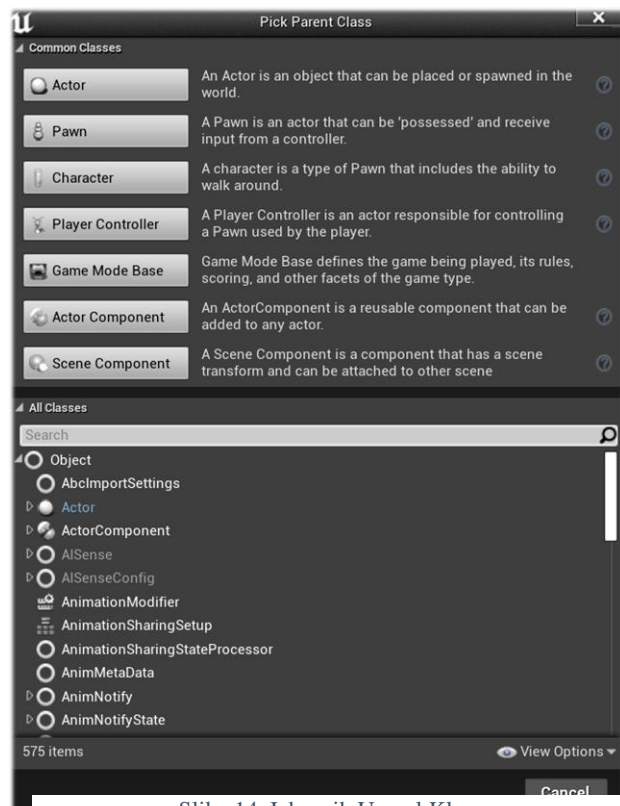 Pick Parent Class
Common Classes
Actor
An Actor is an object that can be placed or spawned in the
world.
Pawn
A Pawn is an actor that can be 'possessed' and receive
input from a controller.
Character
A character is a type of Pawn that includes the ability to
walk around.
Player Controller
A Player Controller is an actor responsible for controlling
a Pawn used by the player.
Game Mode Base
Game Mode Base defines the game being played, its rules,
scoring, and other facets of the game type.
Actor Component
An ActorComponent is a reusable component that can be
added to any actor.
Scene Component
A Scene Component is a component that has a scene
transform and can be attached to other scene
All Classes
Search
Object
AbcImportSettings
Actor
ActorComponent
AISense
AISenseConfig
AnimationModifier
AnimationSharingSetup
AnimationSharingStateProcessor
AnimMetaData
AnimNotify
AnimNotifyState
575 items
View Options
Cancel
Slika 14